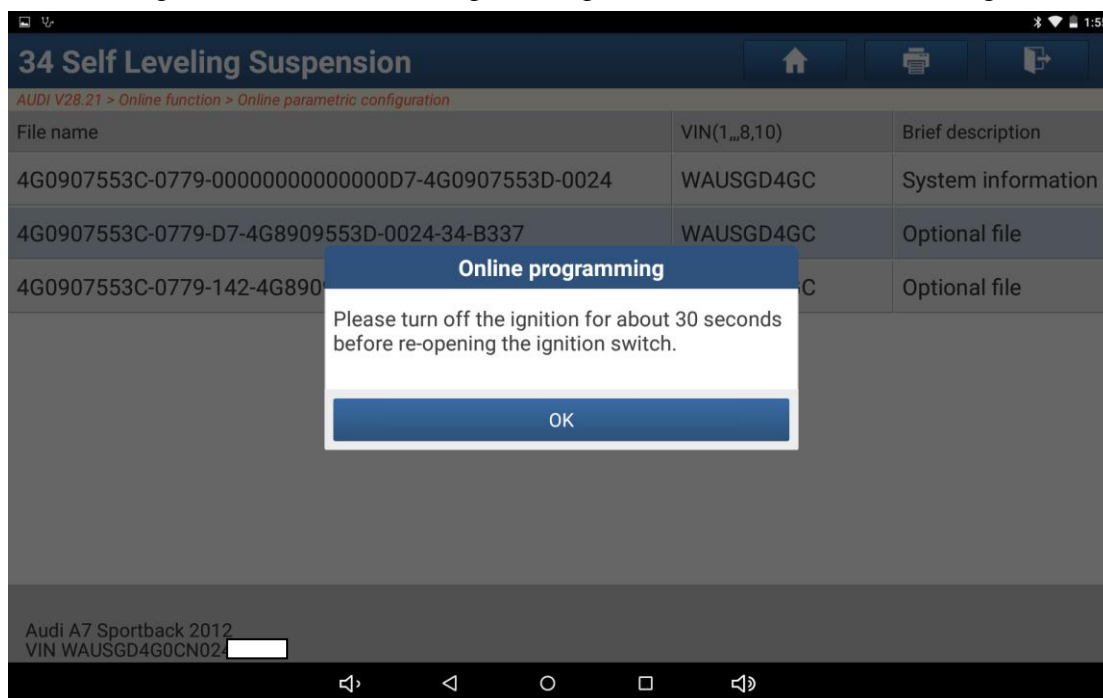 1:55
34 Self Leveling Suspension
AUDI V28.21 > Online function > Online parametric configuration
File name VIN(1,,,8,10) Brief description
4G0907553C-0779-00000000000000D7-4G0907553D-0024 WAUSGD4GC System information
4G0907553C-0779-D7-4G8909553D-0024-34-B337 WAUSGD4GC Optional file
4G0907553C-0779-142-4G890 C Optional file
Online programming
Please turn off the ignition for about 30 seconds
before re-opening the ignition switch.
OK
Audi A7 Sportback 2012
VIN WAUSGD4G0CN024